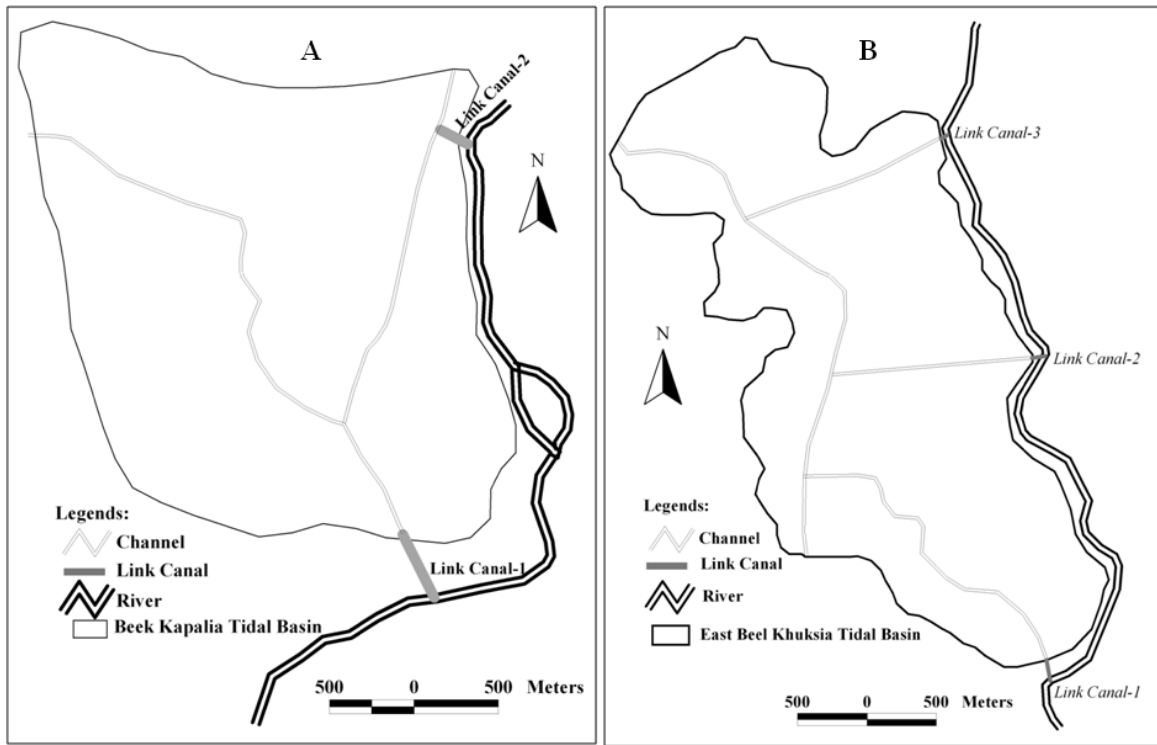 A
Link Canal-2
N
Legends:
Channel
Link Canal
River
Beek Kapalia Tidal Basin
Link Canal-1
500 0 500 Meters
B
Link Canal-3
N
Link Canal-2
Legends:
Channel
Link Canal
River
East Beel Khuksia Tidal Basin
Link Canal-1
500 0 500 Meters